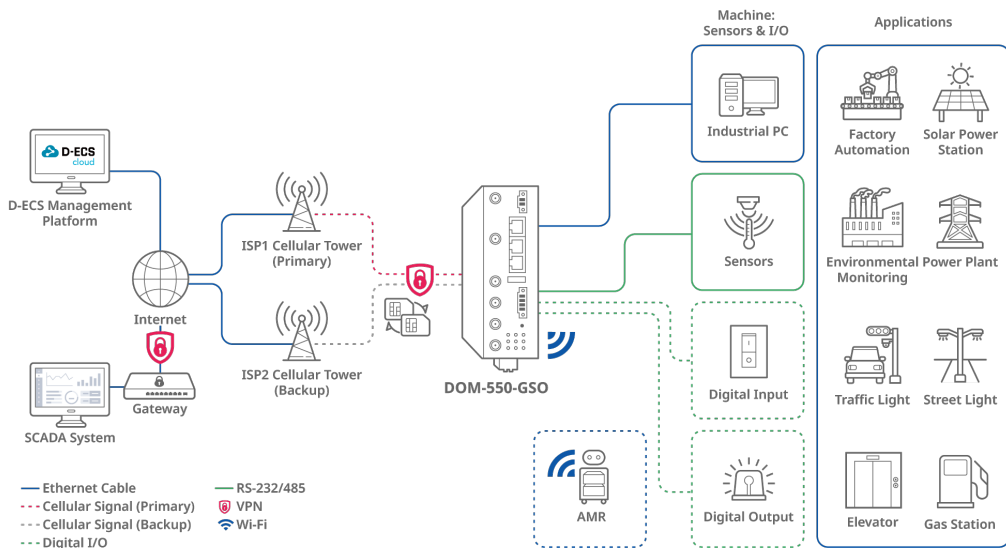 Machine:
Sensors & I/O
Applications
Industrial PC
Factory
Automation
Solar Power
Station
D-ECS
cloud
D-ECS Management
Platform
ISP1 Cellular Tower
(Primary)
Sensors
Environmental
Monitoring
Power Plant
Internet
ISP2 Cellular Tower
(Backup)
DOM-550-GSO
Digital Input
Traffic Light
Street Light
Gateway
SCADA System
AMR
Digital Output
Elevator
Gas Station
Ethernet Cable
Cellular Signal (Primary)
Cellular Signal (Backup)
Digital I/O
RS-232/485
VPN
Wi-Fi